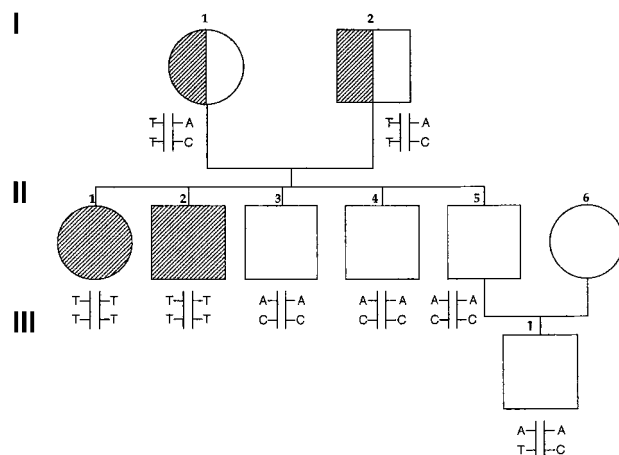 I
1 2
T A T A
T C T C
II
1 2 3 4 5 6
T T T T A A A A A A
T T T T C C C C C C
III
1
A A
T C